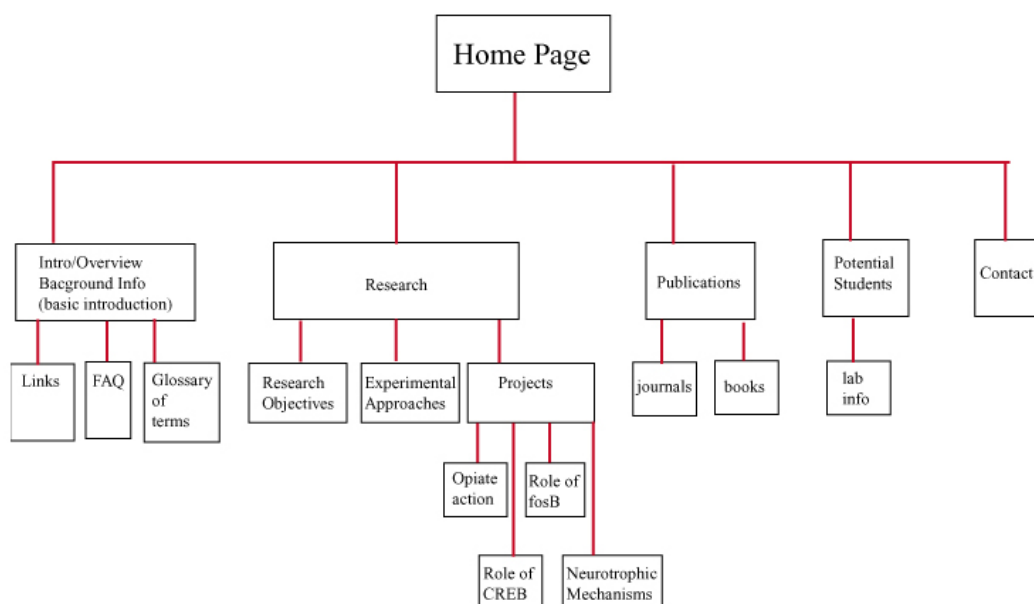 Home Page
Intro/Overview
Bacground Info
(basic introduction)
Research
Publications
Potential
Students
Contact
Links
FAQ
Glossary
of
terms
Research
Objectives
Experimental
Approaches
Projects
journals
books
lab
info
Opiate
action
Role of
fosB
Role of
CREB
Neurotrophic
Mechanisms